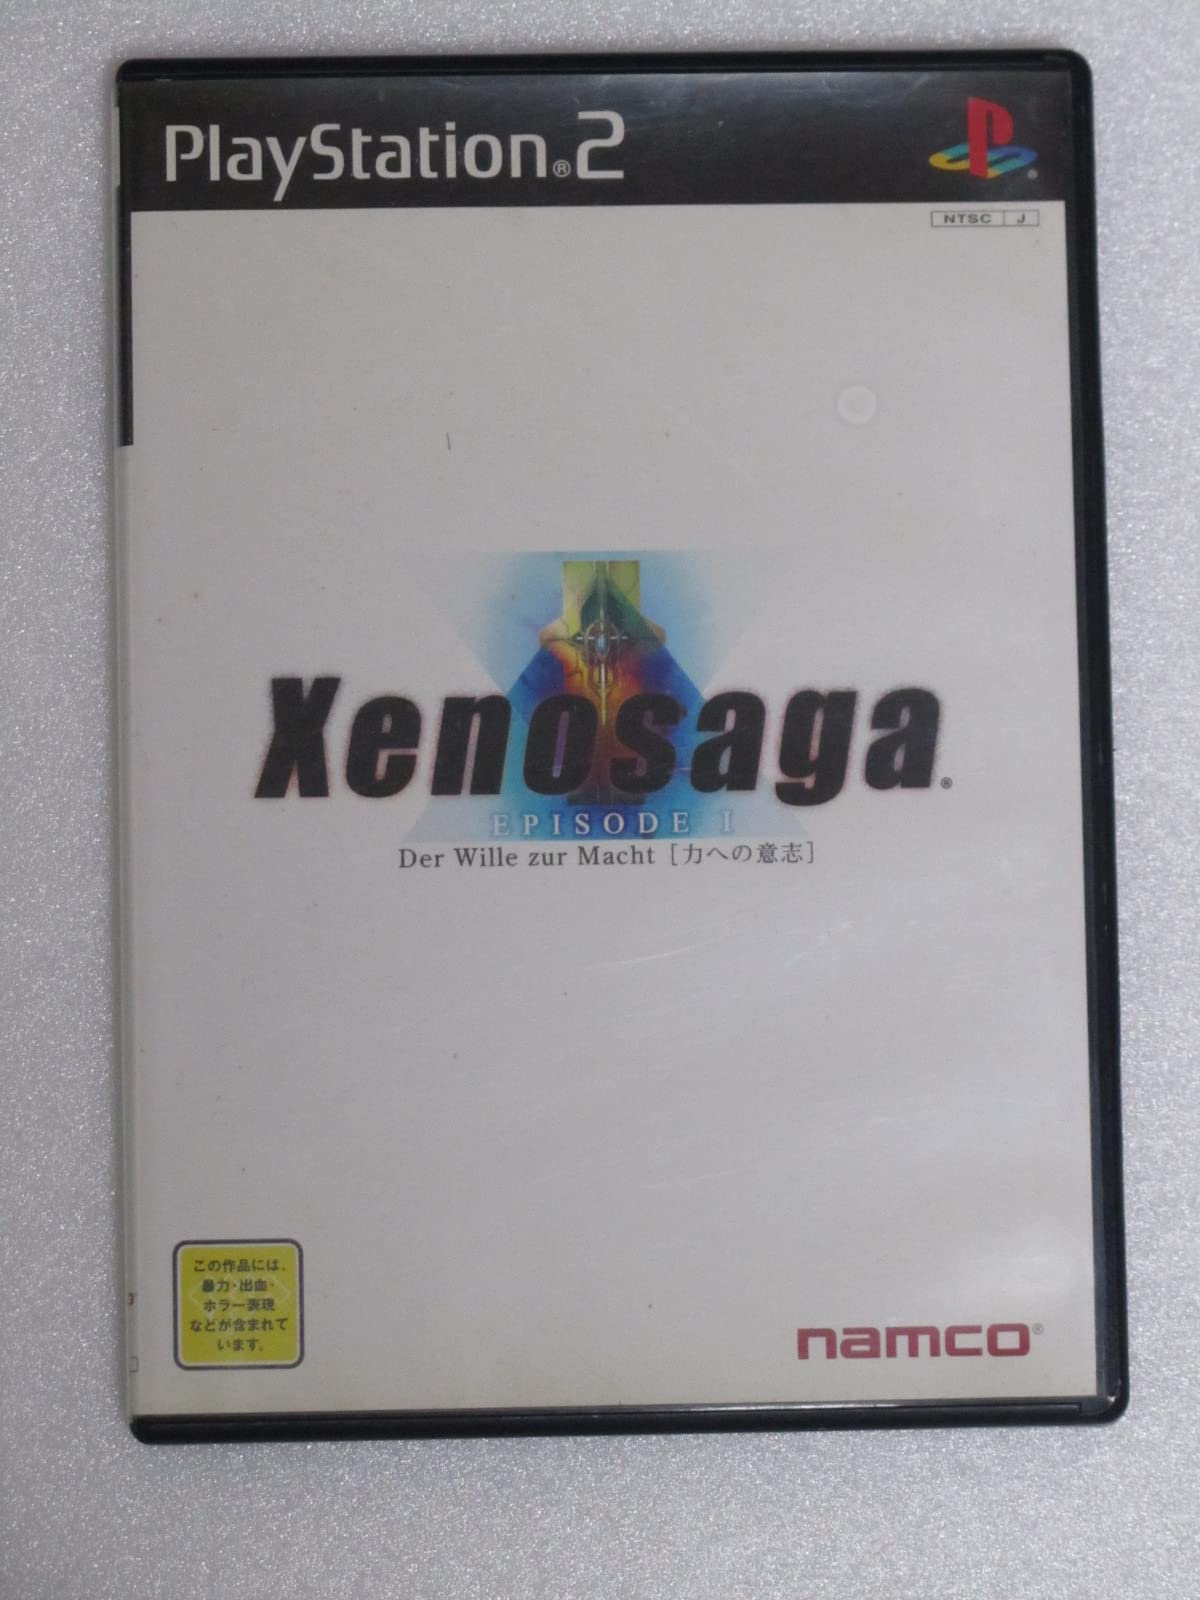 PlayStation®2
NTSC J
Xenosaga®
EPISODE I
Der Wille zur Macht [力への意志]
この作品には、
暴力・出血・
ホラー表現
などが含まれて
います。
namco®